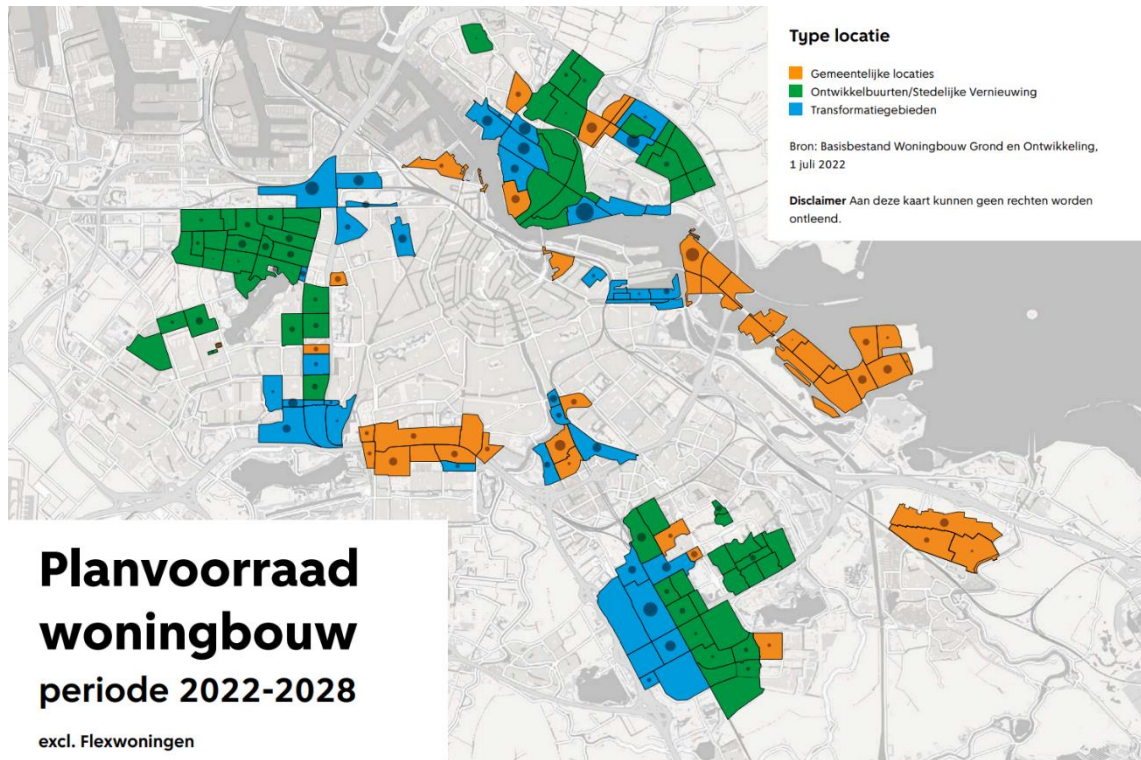 Type locatie
Gemeentelijke locaties
Ontwikkelbuurten/Stedelijke Vernieuwing
Transformatiegebieden
Bron: Basisbestand Woningbouw Grond en Ontwikkeling,
1 juli 2022
Disclaimer Aan deze kaart kunnen geen rechten worden
ontleend.
Planvoorraad
woningbouw
periode 2022-2028
excl. Flexwoningen